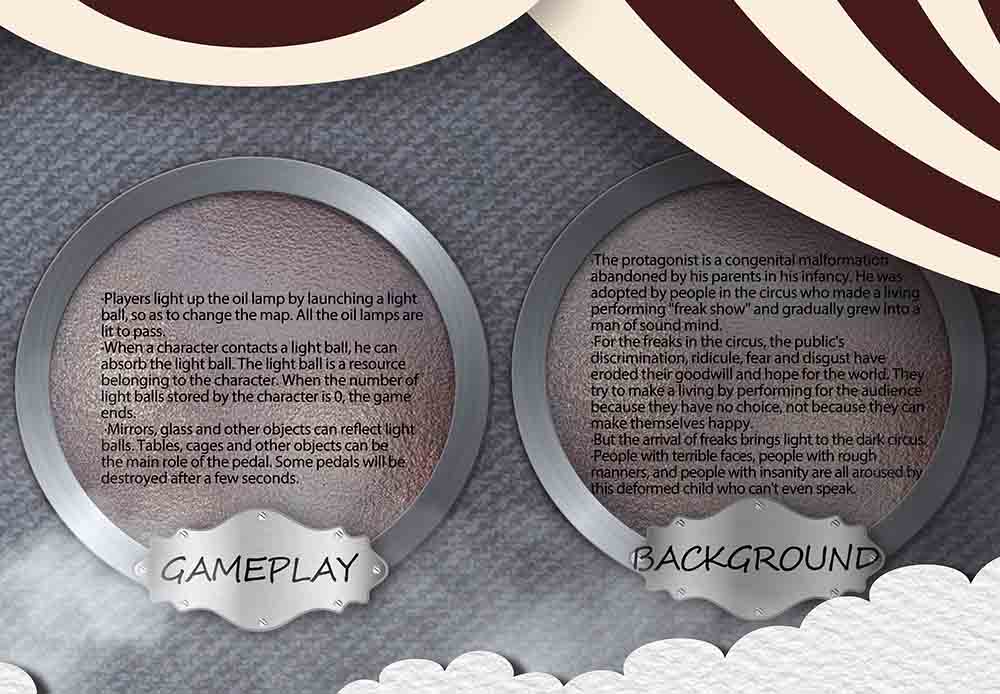 ·Players light up the oil lamp by launching a light
ball, so as to change the map. All the oil lamps are
lit to pass.
·When a character contacts a light ball, he can
absorb the light ball. The light ball is a resource
belonging to the character. When the number of
light balls stored by the character is 0, the game
ends.
·Mirrors, glass and other objects can reflect light
balls. Tables, cages and other objects can be
the main role of the pedal. Some pedals will be
destroyed after a few seconds.
GAMEPLAY
·The protagonist is a congenital malformation
abandoned by his parents in his infancy. He was
adopted by people in the circus who made a living
performing "freak show" and gradually grew into a
man of sound mind.
·For the freaks in the circus, the public's
discrimination, ridicule, fear and disgust have
eroded their goodwill and hope for the world. They
try to make a living by performing for the audience
because they have no choice, not because they can
make themselves happy.
·But the arrival of freaks brings light to the dark circus.
·People with terrible faces, people with rough
manners, and people with insanity are all aroused by
this deformed child who can't even speak.
BACKGROUND